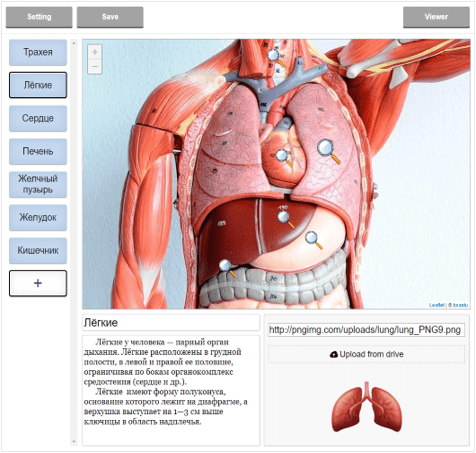 Setting
Save
Viewer
Трахея
Лёгкие
Сердце
Печень
Желчный
пузырь
Желудок
Кишечник
+
+
−
Leaflet | ©
Лёгкие
Лёгкие у человека — парный орган
дыхания. Лёгкие расположены в грудной
полости, в левой и правой ее половине,
ограничивая по бокам органокомплекс
средостения (сердце и др.).
Лёгкие имеют форму полуконуса,
основание которого лежит на диафрагме, а
верхушка выступает на 1—3 см выше
ключицы в область надплечья.
http://pngimg.com/uploads/lung/lung_PNG9.png
Upload from drive